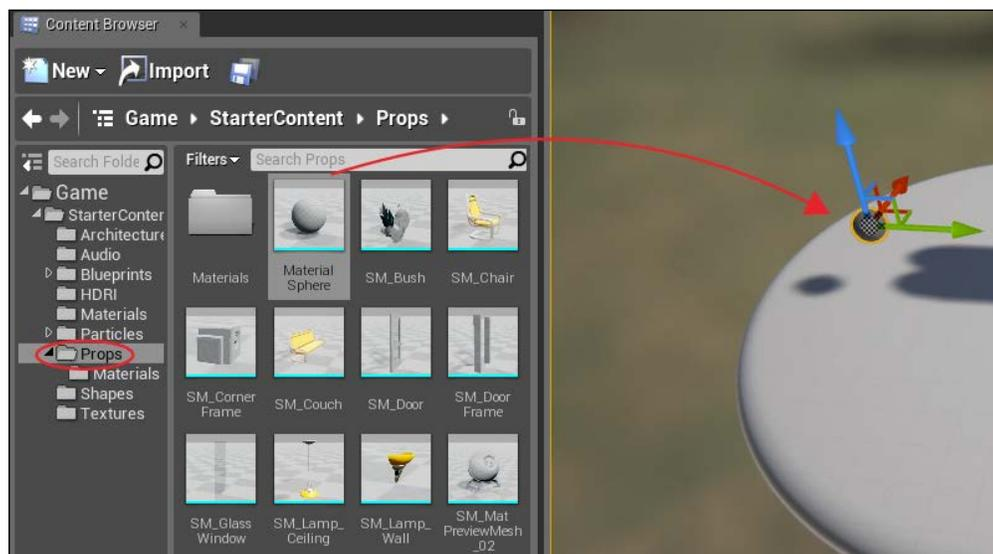 Content Browser
New
Import
Game StarterContent Props
Search Folde
Filters
Search Props
Game
StarterConter
Architecture
Audio
Blueprints
HDRI
Materials
Particles
Props
Materials
Shapes
Textures
Materials
Material
Sphere
SM_Bush
SM_Chair
SM_Corner
Frame
SM_Couch
SM_Door
SM_Door
Frame
SM_Glass
Window
SM_Lamp_
Ceiling
SM_Lamp_
Wall
SM_Mat
PreviewMesh
_02